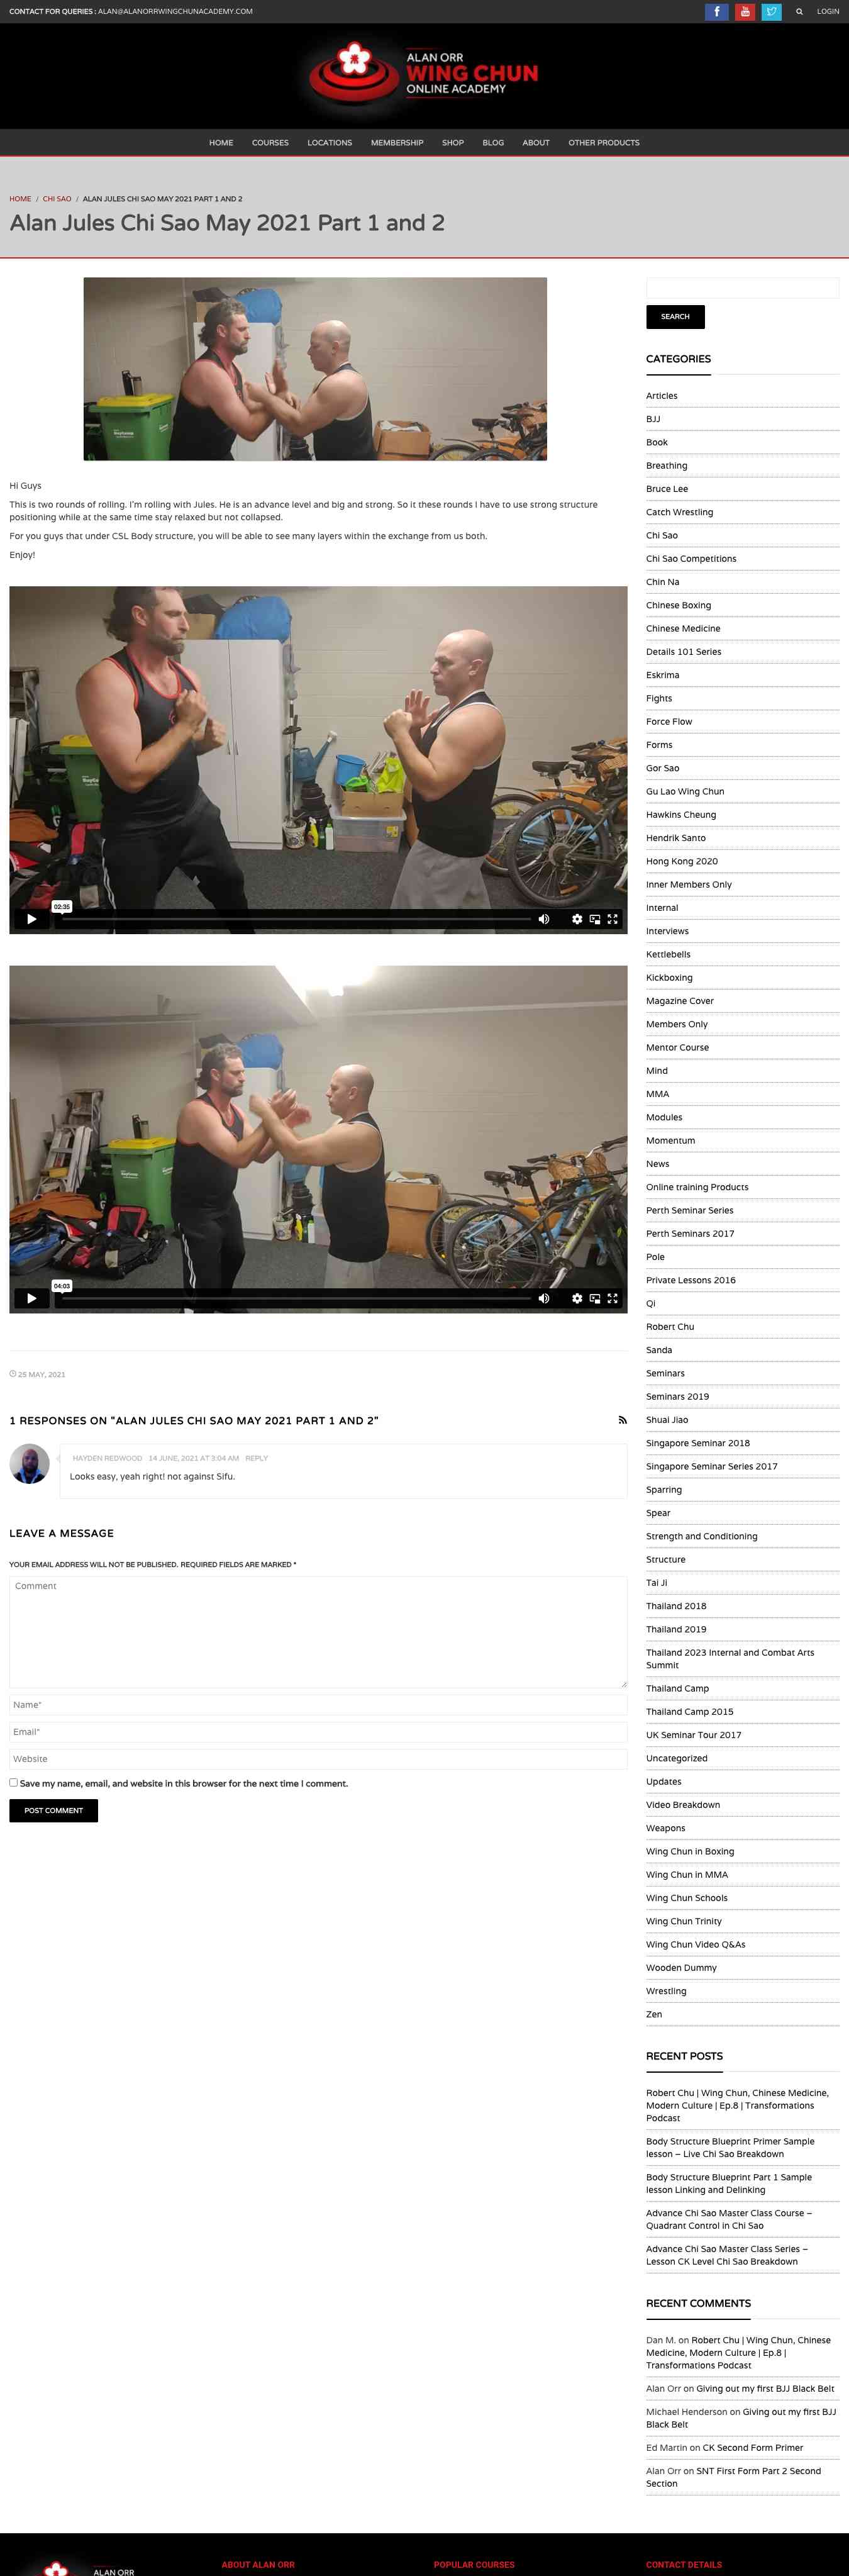 CONTACT FOR QUERIES : ALAN@ALANORRWINGCHUNACADEMY.COM
LOGIN
ALAN ORR
WING CHUN
ONLINE ACADEMY
HOME COURSES LOCATIONS MEMBERSHIP SHOP BLOG ABOUT OTHER PRODUCTS
HOME / CHI SAO / ALAN JULES CHI SAO MAY 2021 PART 1 AND 2
Alan Jules Chi Sao May 2021 Part 1 and 2
Hi Guys
This is two rounds of rolling. I'm rolling with Jules. He is an advance level and big and strong. So it these rounds I have to use strong structure
positioning while at the same time stay relaxed but not collapsed.
For you guys that under CSL Body structure, you will be able to see many layers within the exchange from us both.
Enjoy!
02:35
04:03
25 MAY, 2021
1 RESPONSES ON "ALAN JULES CHI SAO MAY 2021 PART 1 AND 2"
HAYDEN REDWOOD 14 JUNE, 2021 AT 3:04 AM REPLY
Looks easy, yeah right! not against Sifu.
LEAVE A MESSAGE
YOUR EMAIL ADDRESS WILL NOT BE PUBLISHED. REQUIRED FIELDS ARE MARKED *
Comment
Name*
Email*
Website
Save my name, email, and website in this browser for the next time I comment.
POST COMMENT
SEARCH
CATEGORIES
Articles
BJJ
Book
Breathing
Bruce Lee
Catch Wrestling
Chi Sao
Chi Sao Competitions
Chin Na
Chinese Boxing
Chinese Medicine
Details 101 Series
Eskrima
Fights
Force Flow
Forms
Gor Sao
Gu Lao Wing Chun
Hawkins Cheung
Hendrik Santo
Hong Kong 2020
Inner Members Only
Internal
Interviews
Kettlebells
Kickboxing
Magazine Cover
Members Only
Mentor Course
Mind
MMA
Modules
Momentum
News
Online training Products
Perth Seminar Series
Perth Seminars 2017
Pole
Private Lessons 2016
Qi
Robert Chu
Sanda
Seminars
Seminars 2019
Shuai Jiao
Singapore Seminar 2018
Singapore Seminar Series 2017
Sparring
Spear
Strength and Conditioning
Structure
Tai Ji
Thailand 2018
Thailand 2019
Thailand 2023 Internal and Combat Arts
Summit
Thailand Camp
Thailand Camp 2015
UK Seminar Tour 2017
Uncategorized
Updates
Video Breakdown
Weapons
Wing Chun in Boxing
Wing Chun in MMA
Wing Chun Schools
Wing Chun Trinity
Wing Chun Video Q&As
Wooden Dummy
Wrestling
Zen
RECENT POSTS
Robert Chu | Wing Chun, Chinese Medicine,
Modern Culture | Ep.8 | Transformations
Podcast
Body Structure Blueprint Primer Sample
lesson – Live Chi Sao Breakdown
Body Structure Blueprint Part 1 Sample
lesson Linking and Delinking
Advance Chi Sao Master Class Course –
Quadrant Control in Chi Sao
Advance Chi Sao Master Class Series –
Lesson CK Level Chi Sao Breakdown
RECENT COMMENTS
Dan M. on Robert Chu | Wing Chun, Chinese
Medicine, Modern Culture | Ep.8 |
Transformations Podcast
Alan Orr on Giving out my first BJJ Black Belt
Michael Henderson on Giving out my first BJJ
Black Belt
Ed Martin on CK Second Form Primer
Alan Orr on SNT First Form Part 2 Second
Section
ALAN ORR
ABOUT ALAN ORR
POPULAR COURSES
CONTACT DETAILS